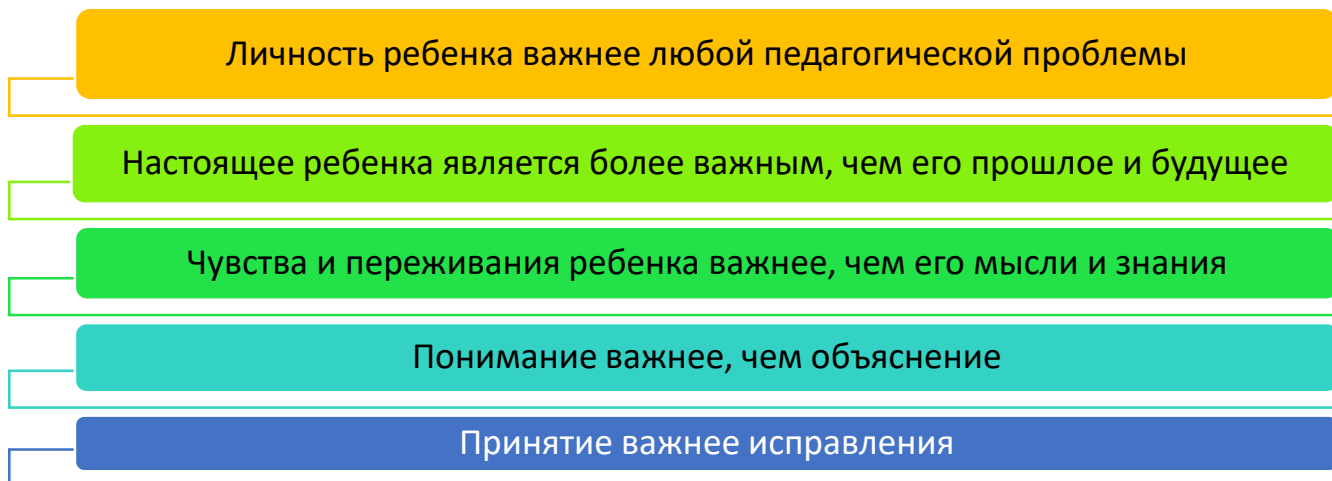 Личность ребенка важнее любой педагогической проблемы
Настоящее ребенка является более важным, чем его прошлое и будущее
Чувства и переживания ребенка важнее, чем его мысли и знания
Понимание важнее, чем объяснение
Принятие важнее исправления